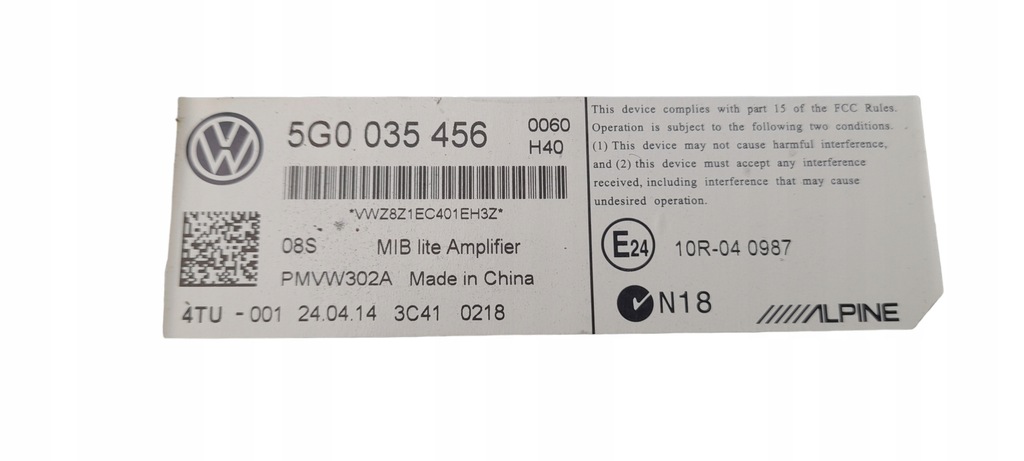 5G0 035 456
0060
H40
*VWZ8Z1EC401EH3Z*
08S MIB lite Amplifier
PMVW302A Made in China
4TU - 001 24.04.14 3C41 0218
This device complies with part 15 of the FCC Rules.
Operation is subject to the following two conditions.
(1) This device may not cause harmful interference,
and (2) this device must accept any interference
received, including interference that may cause
undesired operation.
E24 10R-04 0987
N18
ALPINE